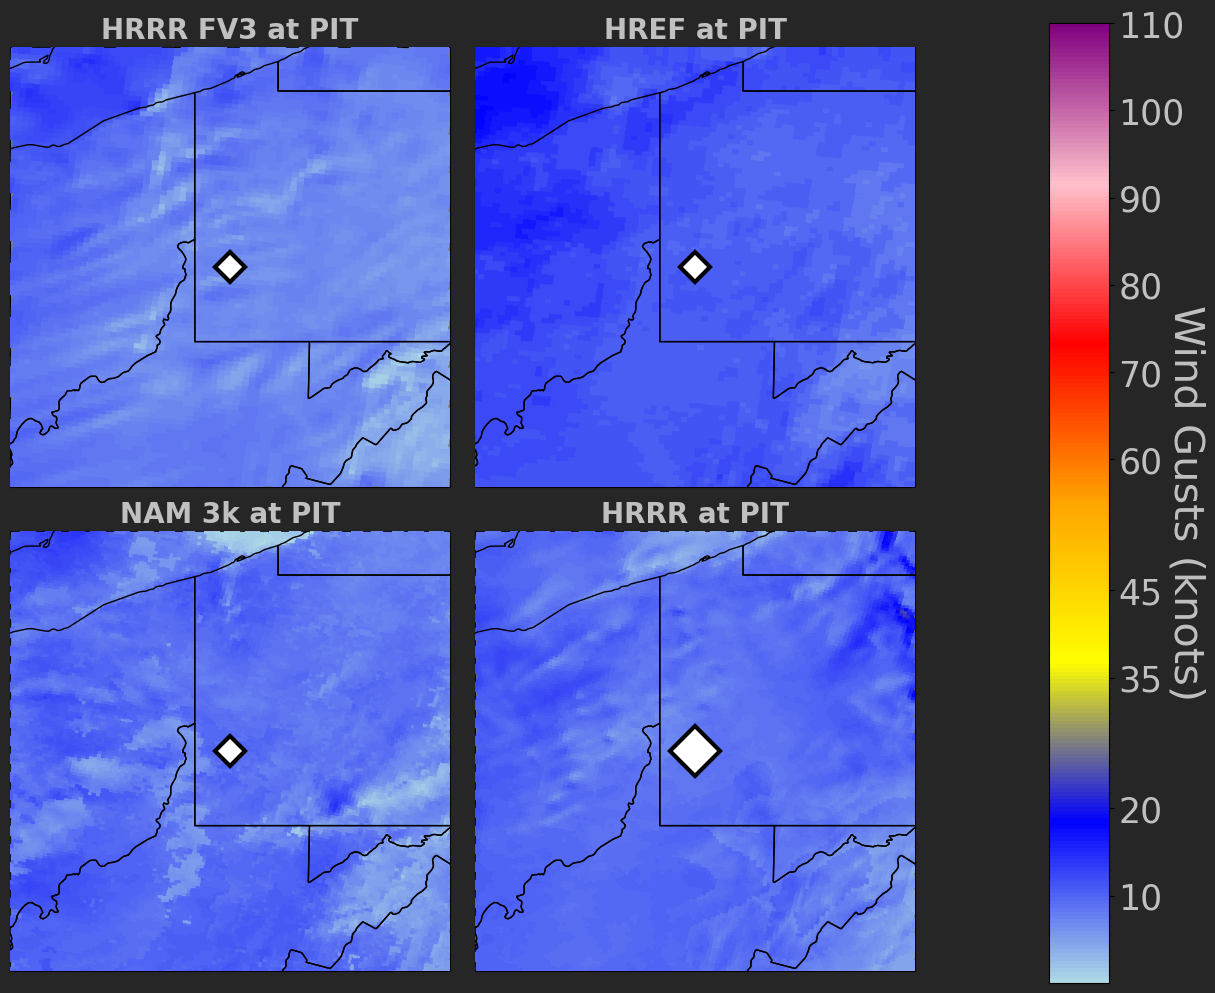 HRRR FV3 at PIT
HREF at PIT
NAM 3k at PIT
HRRR at PIT
110
100
90
80
70
60
45
35
20
10
Wind Gusts (knots)